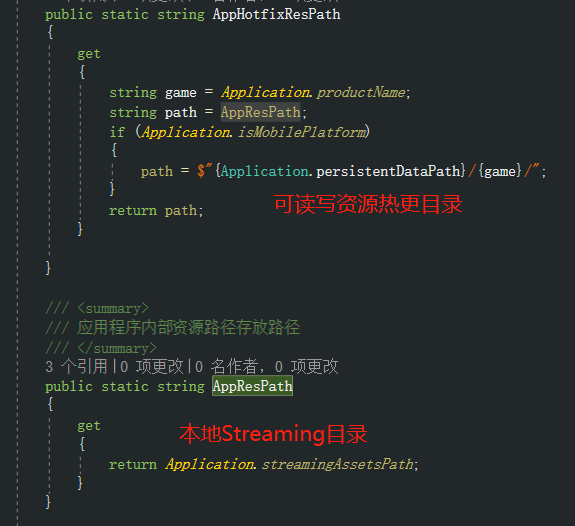 public static string AppHotfixResPath
{
get
{
string game = Application.productName;
string path = AppResPath;
if (Application.isMobilePlatform)
{
path = $"{Application.persistentDataPath}/{game}/";
}
return path;
可读写资源热更目录
}
}
/// <summary>
/// 应用程序内部资源路径存放路径
/// </summary>
3 个引用|0 项更改|0 名作者, 0 项更改
public static string AppResPath
{
get
本地Streaming目录
{
return Application.streamingAssetsPath;
}
}